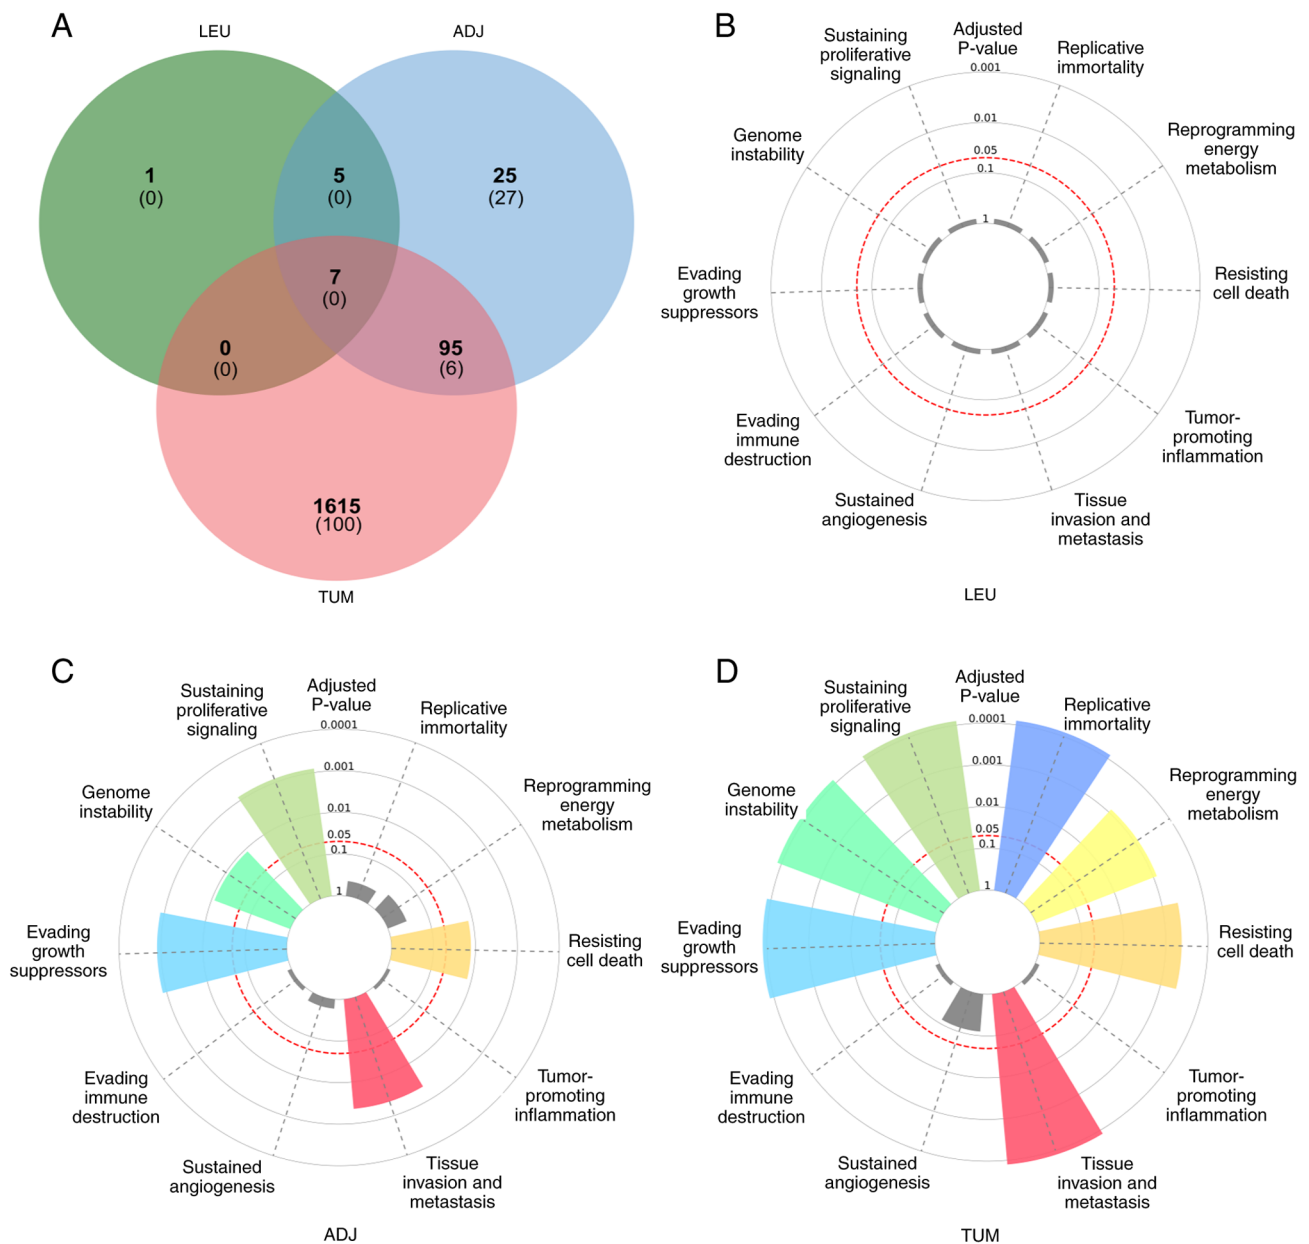 A
LEU
ADJ
1
(0)
5
(0)
25
(27)
7
(0)
0
(0)
95
(6)
1615
(100)
TUM
B
Adjusted
P-value
Sustaining
proliferative
signaling
Replicative
immortality
Genome
instability
Reprogramming
energy
metabolism
0.001
0.01
0.05
0.1
1
Evading
growth
suppressors
Resisting
cell death
Evading
immune
destruction
Tumor-
promoting
inflammation
Sustained
angiogenesis
Tissue
invasion and
metastasis
LEU
C
Adjusted
P-value
Sustaining
proliferative
signaling
Replicative
immortality
Genome
instability
Reprogramming
energy
metabolism
0.0001
0.001
0.01
0.05
0.1
1
Evading
growth
suppressors
Resisting
cell death
Evading
immune
destruction
Tumor-
promoting
inflammation
Sustained
angiogenesis
Tissue
invasion and
metastasis
ADJ
D
Adjusted
P-value
Sustaining
proliferative
signaling
Replicative
immortality
Genome
instability
Reprogramming
energy
metabolism
0.0001
0.001
0.01
0.05
0.1
1
Evading
growth
suppressors
Resisting
cell death
Evading
immune
destruction
Tumor-
promoting
inflammation
Sustained
angiogenesis
Tissue
invasion and
metastasis
TUM